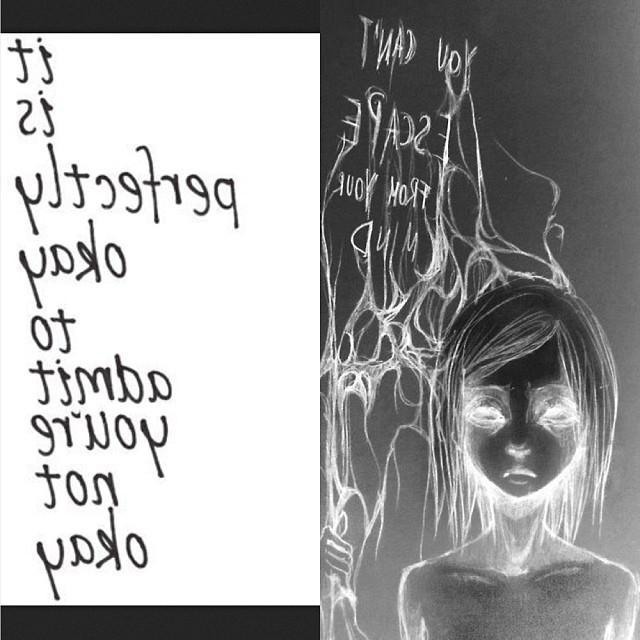 it
is
perfectly
okay
to
admit
you're
not
okay
YOU CAN'T
ESCAPE
FROM YOUR
MIND